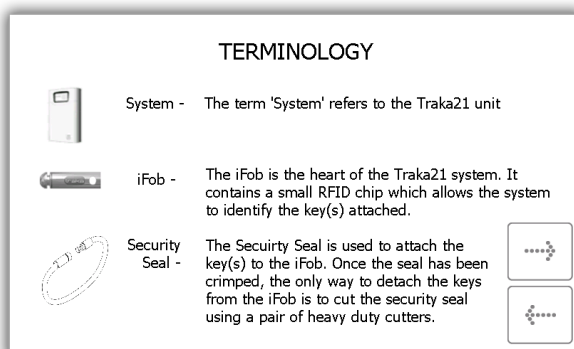 TERMINOLOGY
System - The term 'System' refers to the Traka21 unit
iFob - The iFob is the heart of the Traka21 system. It
contains a small RFID chip which allows the system
to identify the key(s) attached.
Security The Secuirty Seal is used to attach the
Seal - key(s) to the iFob. Once the seal has been
crimped, the only way to detach the keys
from the iFob is to cut the security seal
using a pair of heavy duty cutters.